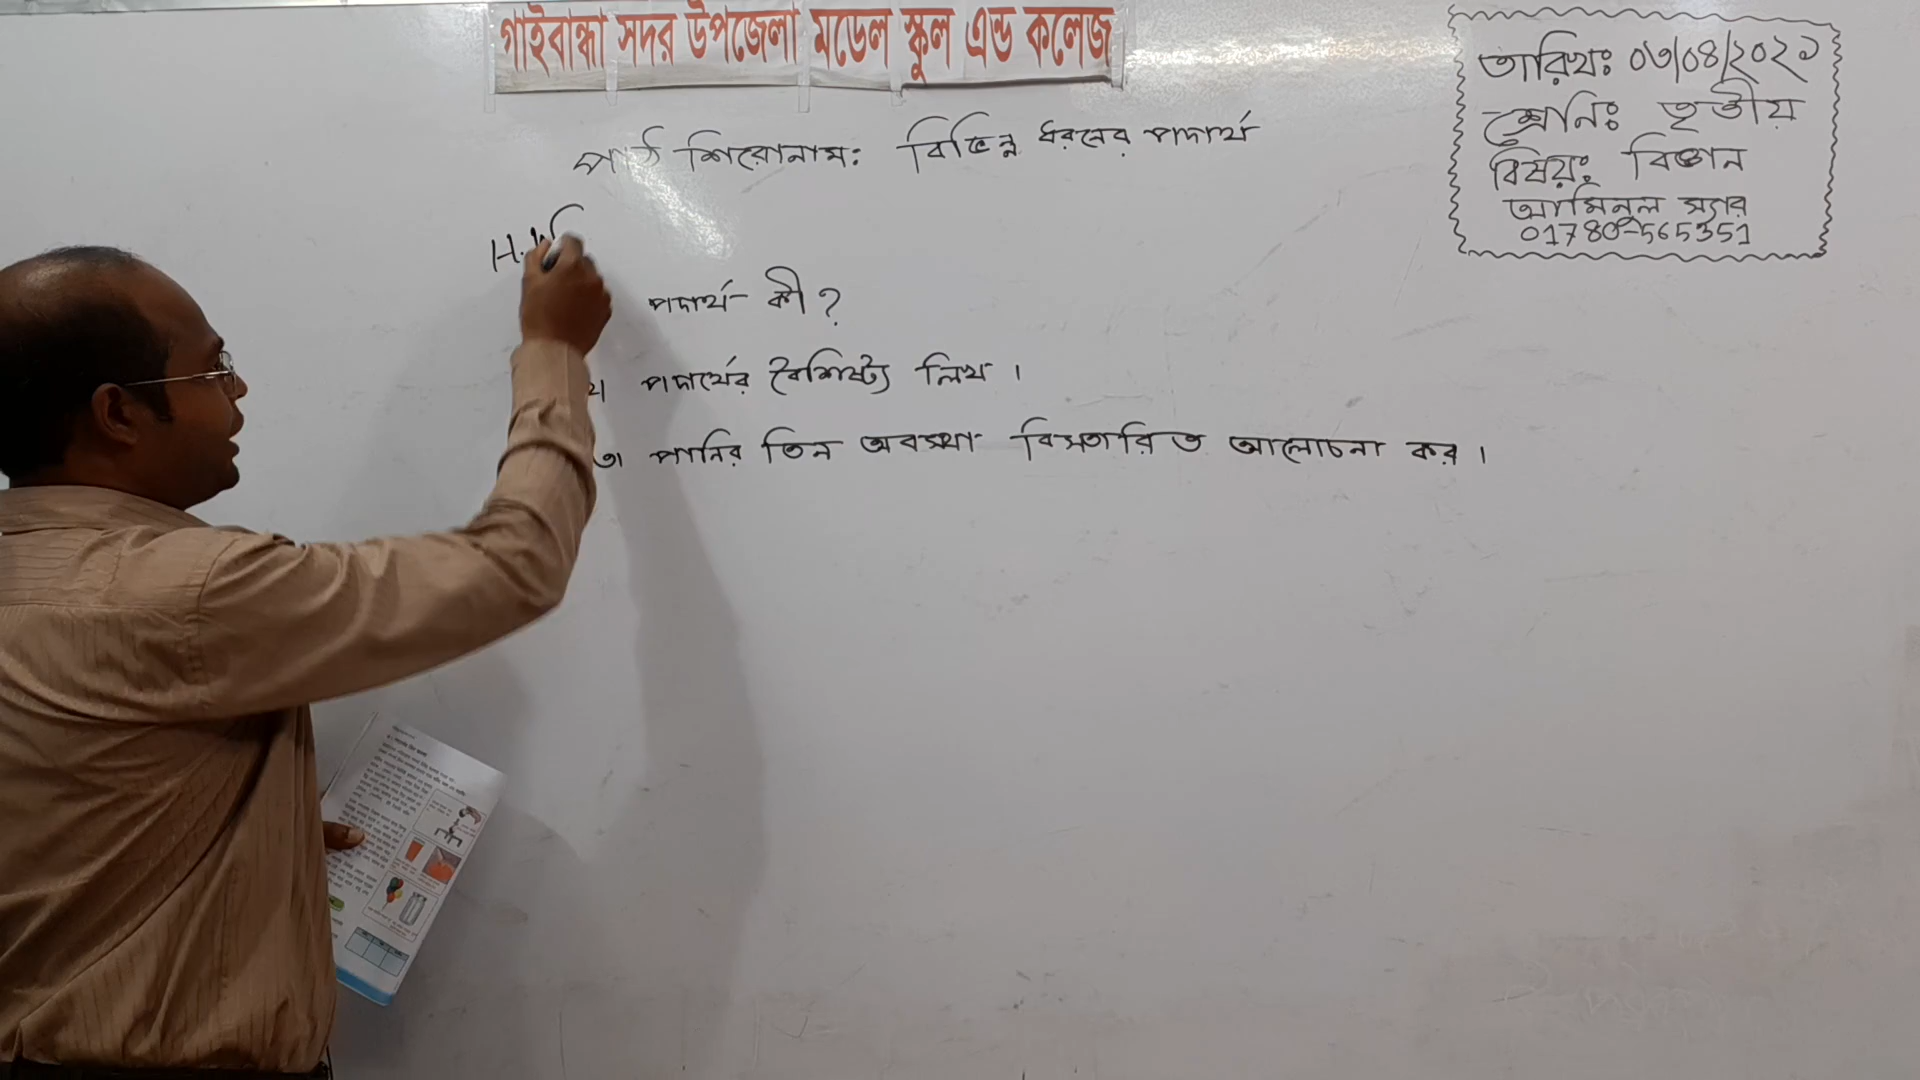 গাইবান্ধা সদর উপজেলা মডেল স্কুল এন্ড কলেজ
তারিখঃ ০৩/০৪/২০২১
শ্রেনিঃ তৃতীয়
বিষয়ঃ বিজ্ঞান
আমিনুল স্যার
01780-565351
পাঠ শিরোনামঃ বিভিন্ন ধরনের পদার্থ
H.W
পদার্থ কী?
২। পদার্থের বৈশিষ্ট্য লিখ।
৩। পানির তিন অবস্থা বিসতারিত আলোচনা কর।